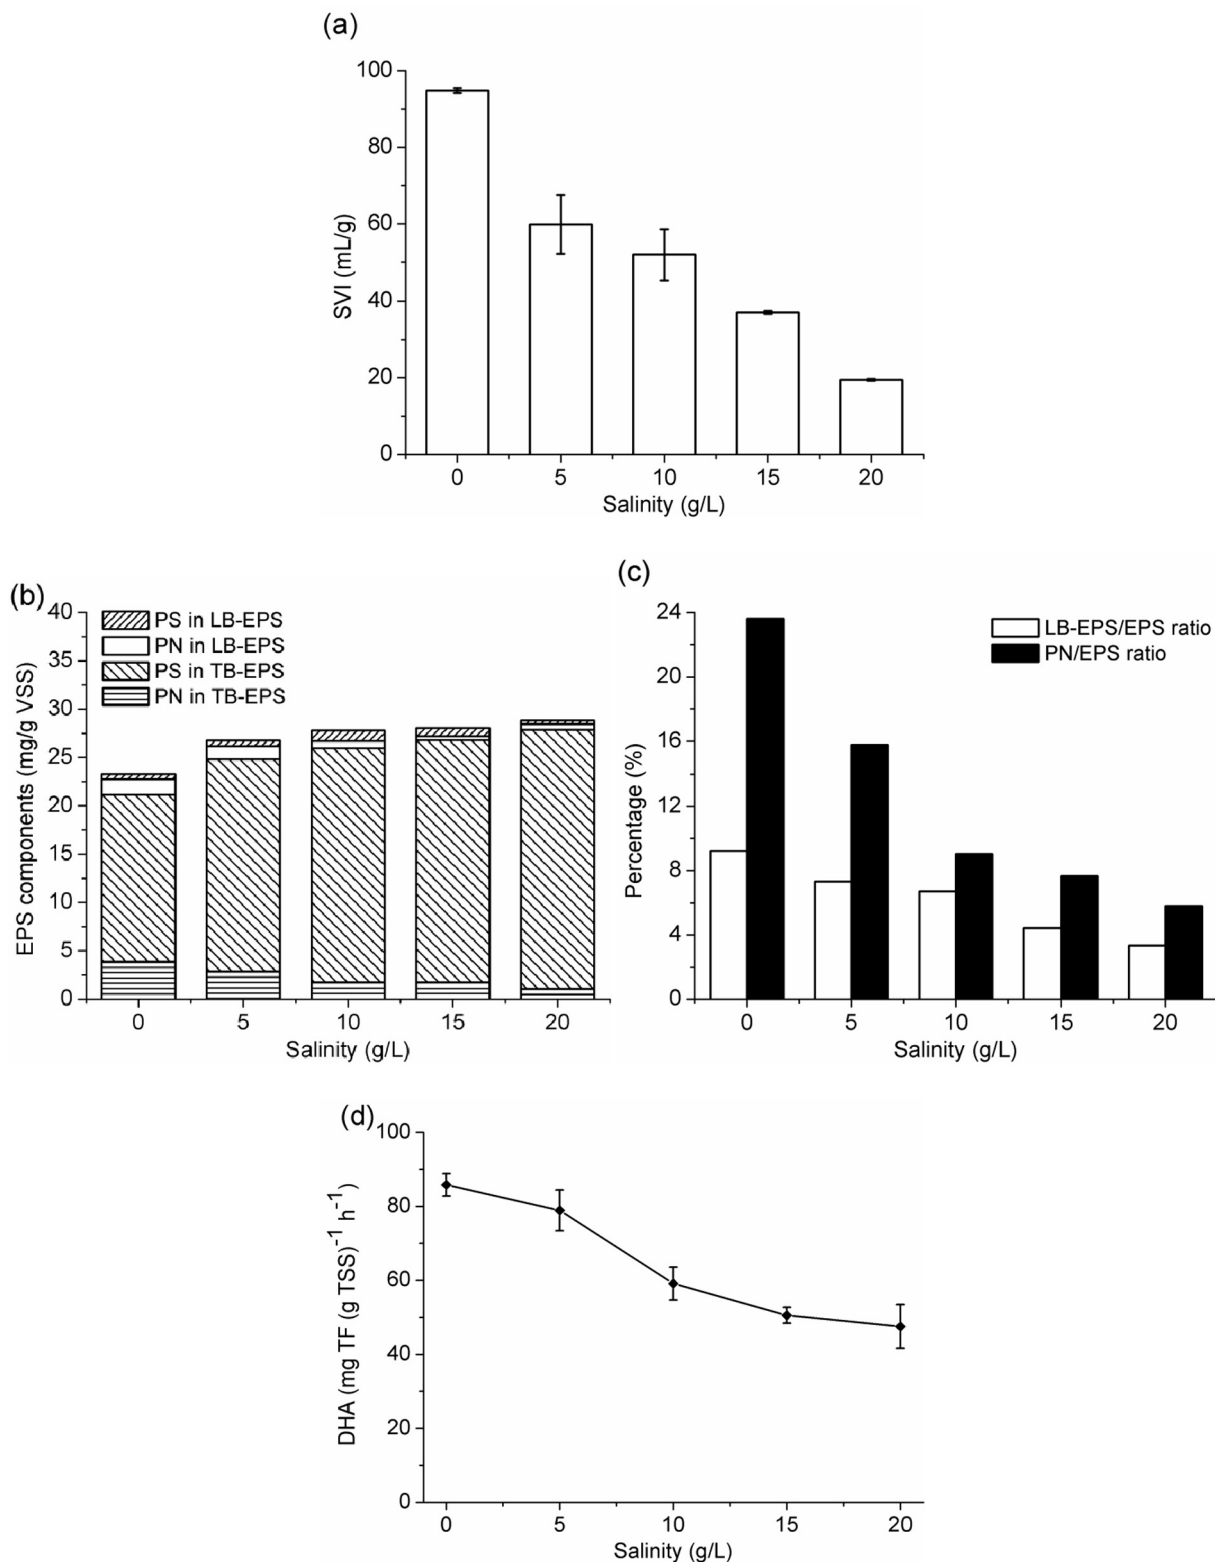 (a)
100
80
60
40
20
0
SVI (mL/g)
0 5 10 15 20
Salinity (g/L)
(b)
40
35
30
25
20
15
10
5
0
EPS components (mg/g VSS)
PS in LB-EPS
PN in LB-EPS
PS in TB-EPS
PN in TB-EPS
0 5 10 15 20
Salinity (g/L)
(c)
24
20
16
12
8
4
0
Percentage (%)
LB-EPS/EPS ratio
PN/EPS ratio
0 5 10 15 20
Salinity (g/L)
(d)
100
80
60
40
20
0
DHA (mg TF (g TSS)⁻¹ h⁻¹)
0 5 10 15 20
Salinity (g/L)